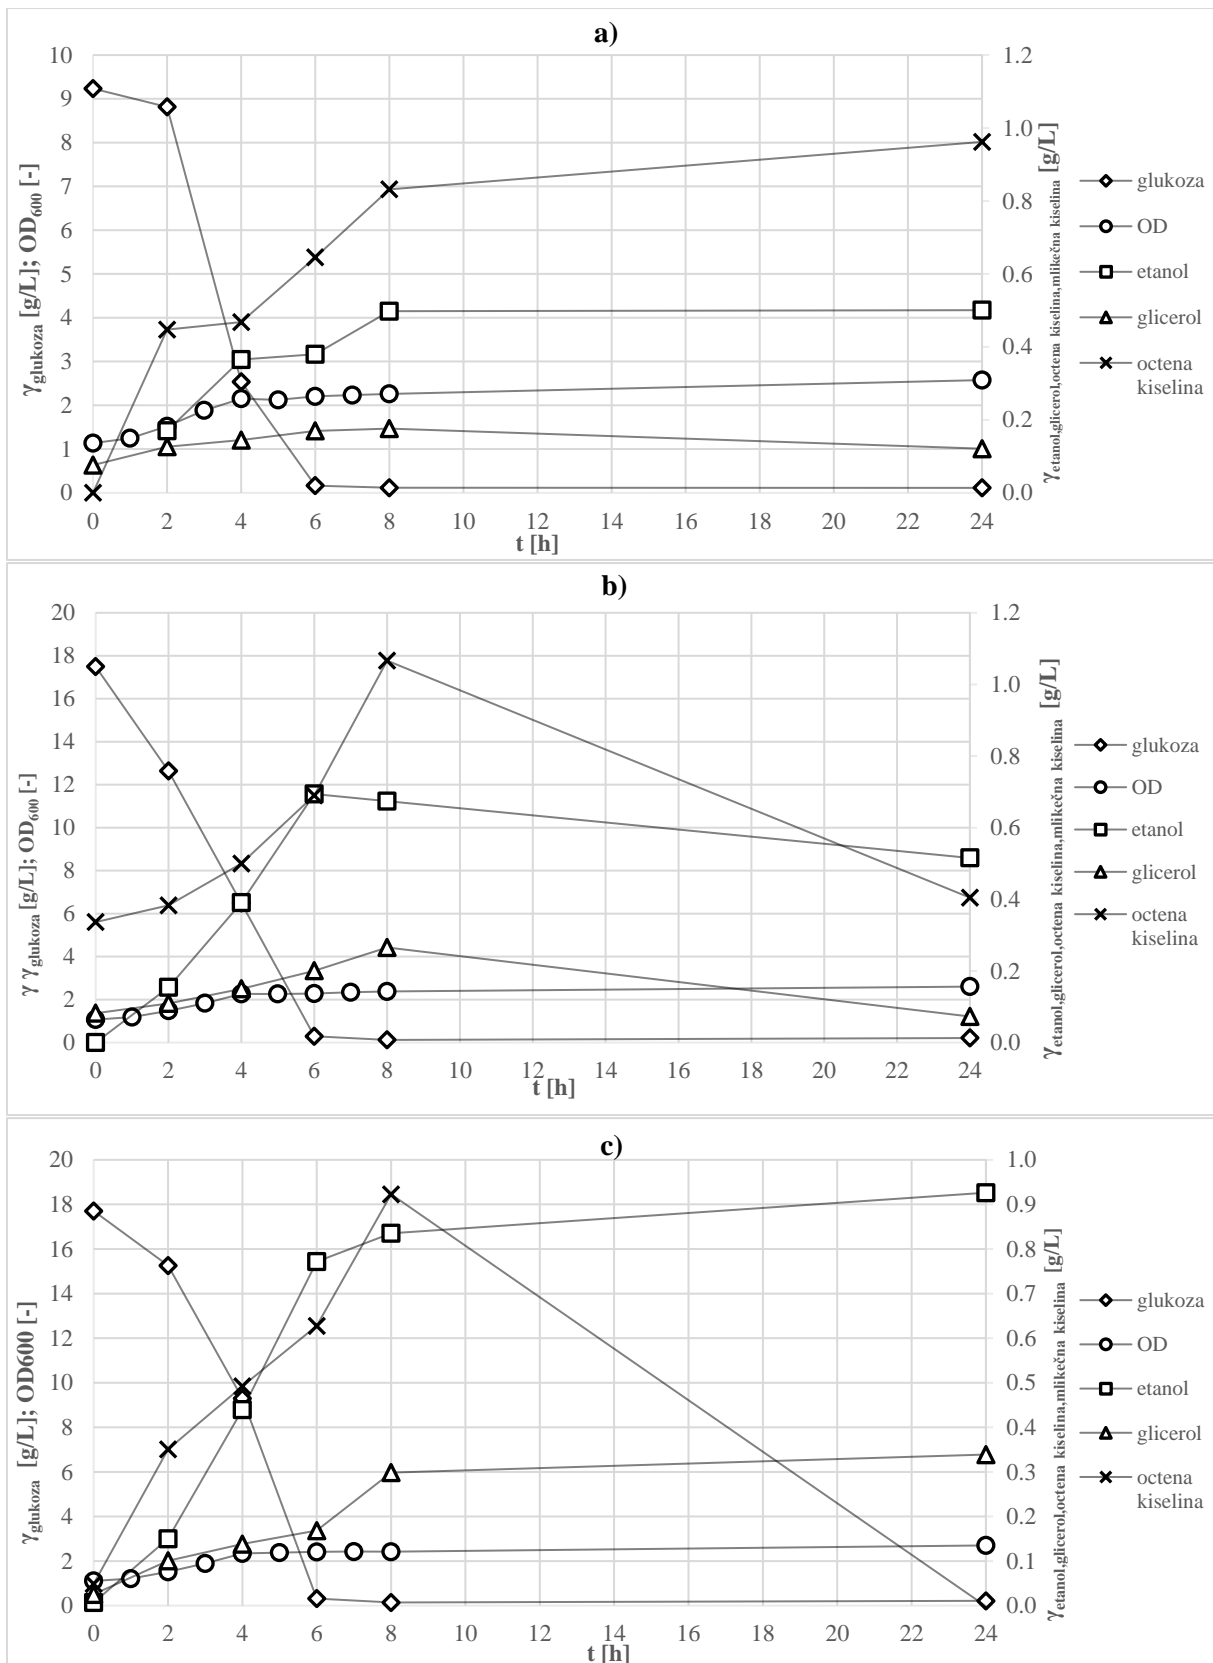 a)
10
9
8
7
6
5
4
3
2
1
0
γglukoza [g/L]; OD600 [-]
1.2
1.0
0.8
0.6
0.4
0.2
0.0
γetanol,glicerol,octena kiselina,mlikečna kiselina [g/L]
0 2 4 6 8 10 12 14 16 18 20 22 24
t [h]
glukoza
OD
etanol
glicerol
octena
kiselina
b)
20
18
16
14
12
10
8
6
4
2
0
γ γglukoza [g/L]; OD600 [-]
1.2
1.0
0.8
0.6
0.4
0.2
0.0
γetanol,glicerol,octena kiselina,mlikečna kiselina [g/L]
0 2 4 6 8 10 12 14 16 18 20 22 24
t [h]
glukoza
OD
etanol
glicerol
octena
kiselina
c)
20
18
16
14
12
10
8
6
4
2
0
γglukoza [g/L]; OD600 [-]
1.0
0.9
0.8
0.7
0.6
0.5
0.4
0.3
0.2
0.1
0.0
γetanol,glicerol,octena kiselina,mlikečna kiselina [g/L]
0 2 4 6 8 10 12 14 16 18 20 22 24
t [h]
glukoza
OD
etanol
glicerol
octena
kiselina